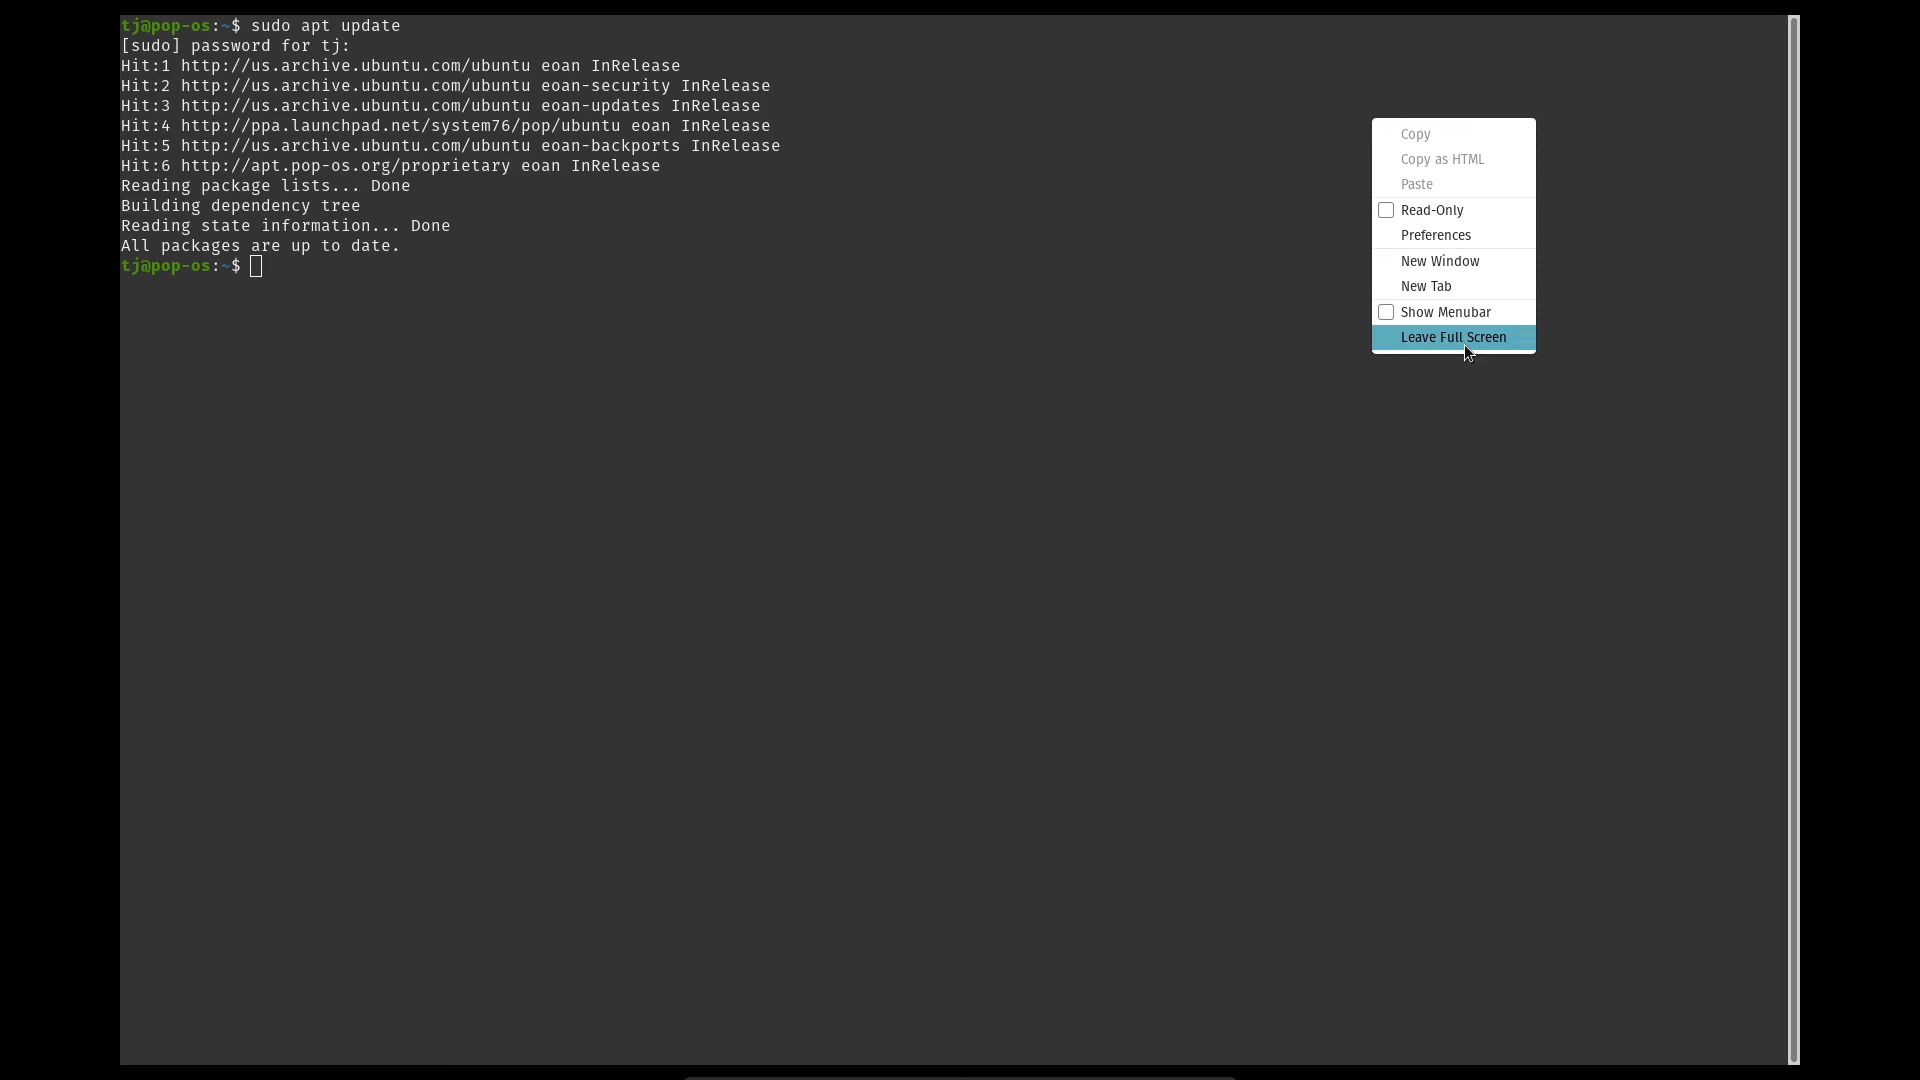 tj@pop-os:~$ sudo apt update
[sudo] password for tj:
Hit:1 http://us.archive.ubuntu.com/ubuntu eoan InRelease
Hit:2 http://us.archive.ubuntu.com/ubuntu eoan-security InRelease
Hit:3 http://us.archive.ubuntu.com/ubuntu eoan-updates InRelease
Hit:4 http://ppa.launchpad.net/system76/pop/ubuntu eoan InRelease
Hit:5 http://us.archive.ubuntu.com/ubuntu eoan-backports InRelease
Hit:6 http://apt.pop-os.org/proprietary eoan InRelease
Reading package lists... Done
Building dependency tree
Reading state information... Done
All packages are up to date.
tj@pop-os:~$
Copy
Copy as HTML
Paste
Read-Only
Preferences
New Window
New Tab
Show Menubar
Leave Full Screen